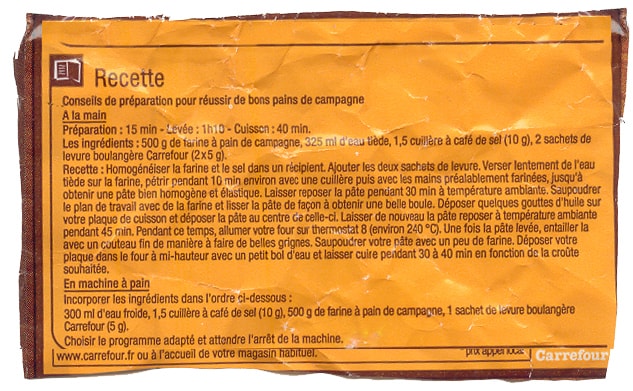 Recette
Conseils de préparation pour réussir de bons pains de campagne
A la main
Préparation : 15 min - Levée : 1h10 - Cuisson : 40 min.
Les ingrédients : 500 g de farine à pain de campagne, 325 ml d'eau tiède, 1,5 cuillère à café de sel (10 g), 2 sachets de
levure boulangère Carrefour (2x5 g).
Recette : Homogénéiser la farine et le sel dans un récipient. Ajouter les deux sachets de levure. Verser lentement de l'eau
tiède sur la farine, pétrir pendant 10 min environ avec une cuillère puis avec les mains préalablement farinées, jusqu'à
obtenir une pâte bien homogène et élastique. Laisser reposer la pâte pendant 30 min à température ambiante. Saupoudrer
le plan de travail avec de la farine et lisser la pâte de façon à obtenir une belle boule. Déposer quelques gouttes d'huile sur
votre plaque de cuisson et déposer la pâte au centre de celle-ci. Laisser de nouveau la pâte reposer à température ambiante
pendant 45 min. Pendant ce temps, allumer votre four sur thermostat 8 (environ 240 °C). Une fois la pâte levée, entailler la
avec un couteau fin de manière à faire de belles grignes. Saupoudrer votre pâte avec un peu de farine. Déposer votre
plaque dans le four à mi-hauteur avec un petit bol d'eau et laisser cuire pendant 30 à 40 min en fonction de la croûte
souhaitée.
En machine à pain
Incorporer les ingrédients dans l'ordre ci-dessous :
300 ml d'eau froide, 1,5 cuillère à café de sel (10 g), 500 g de farine à pain de campagne, 1 sachet de levure boulangère
Carrefour (5 g).
Choisir le programme adapté et attendre l'arrêt de la machine.
www.carrefour.fr ou à l'accueil de votre magasin habituel.
prix appel local
Carrefour